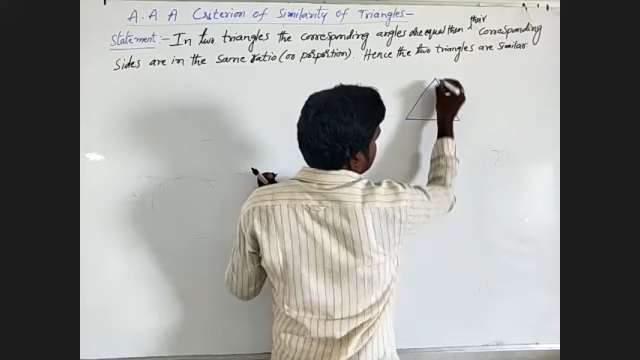 A.A.A Criterion of Similarity of Triangles-
Statement:- In two triangles the corresponding angles are equal then their corresponding
sides are in the same ratio (or proportion). Hence the two triangles are similar.